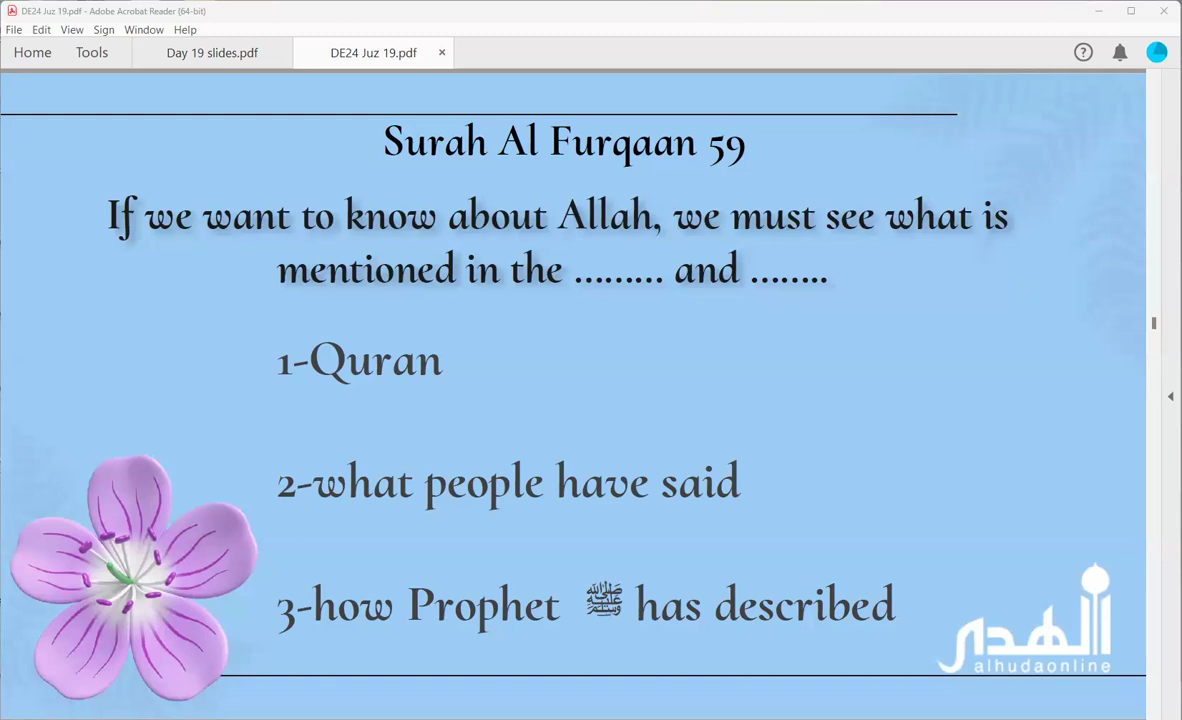 DE24 Juz 19.pdf - Adobe Acrobat Reader (64-bit)
File Edit View Sign Window Help
Home Tools Day 19 slides.pdf DE24 Juz 19.pdf ×
Surah Al Furqaan 59
If we want to know about Allah, we must see what is
mentioned in the ......... and ........
1-Quran
2-what people have said
3-how Prophet ﷺ has described
الهدى
alhudaonline